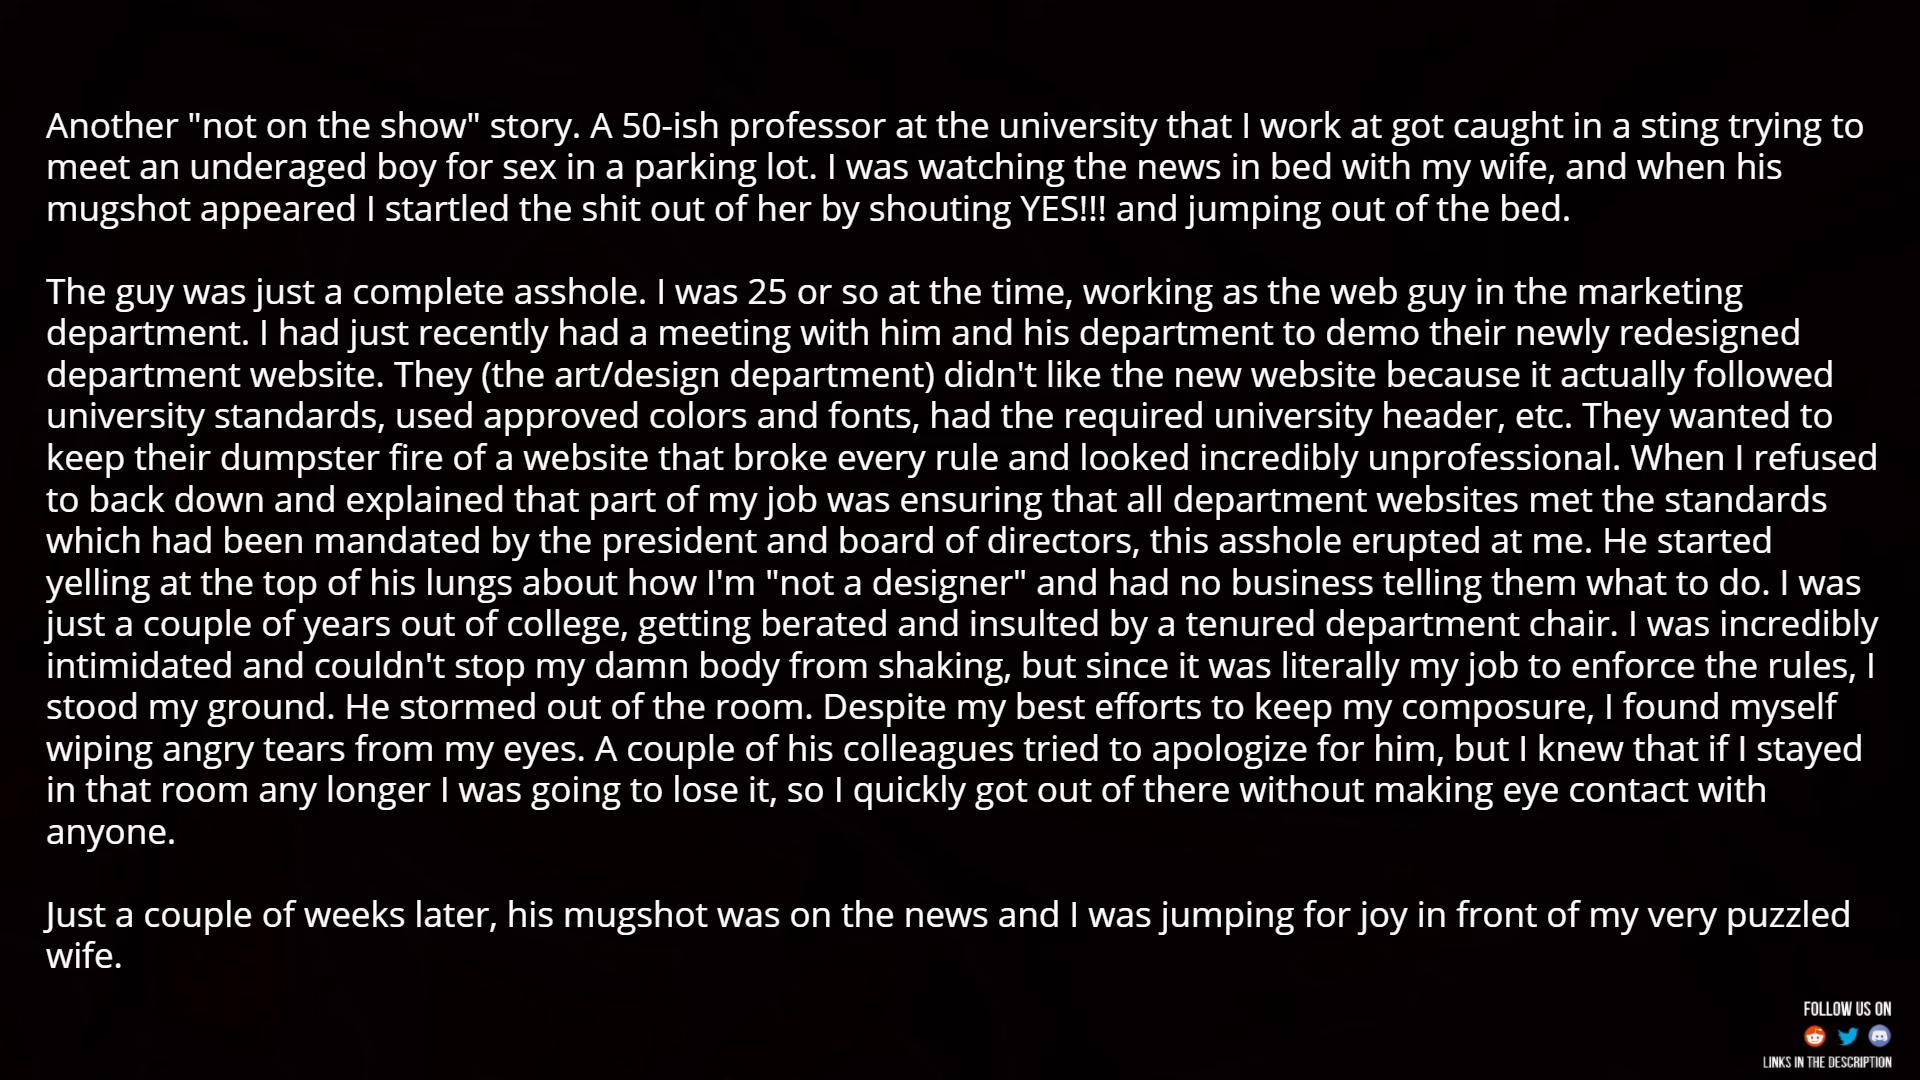 Another "not on the show" story. A 50-ish professor at the university that I work at got caught in a sting trying to
meet an underaged boy for sex in a parking lot. I was watching the news in bed with my wife, and when his
mugshot appeared I startled the shit out of her by shouting YES!!! and jumping out of the bed.
The guy was just a complete asshole. I was 25 or so at the time, working as the web guy in the marketing
department. I had just recently had a meeting with him and his department to demo their newly redesigned
department website. They (the art/design department) didn't like the new website because it actually followed
university standards, used approved colors and fonts, had the required university header, etc. They wanted to
keep their dumpster fire of a website that broke every rule and looked incredibly unprofessional. When I refused
to back down and explained that part of my job was ensuring that all department websites met the standards
which had been mandated by the president and board of directors, this asshole erupted at me. He started
yelling at the top of his lungs about how I'm "not a designer" and had no business telling them what to do. I was
just a couple of years out of college, getting berated and insulted by a tenured department chair. I was incredibly
intimidated and couldn't stop my damn body from shaking, but since it was literally my job to enforce the rules, I
stood my ground. He stormed out of the room. Despite my best efforts to keep my composure, I found myself
wiping angry tears from my eyes. A couple of his colleagues tried to apologize for him, but I knew that if I stayed
in that room any longer I was going to lose it, so I quickly got out of there without making eye contact with
anyone.
Just a couple of weeks later, his mugshot was on the news and I was jumping for joy in front of my very puzzled
wife.
FOLLOW US ON
LINKS IN THE DESCRIPTION